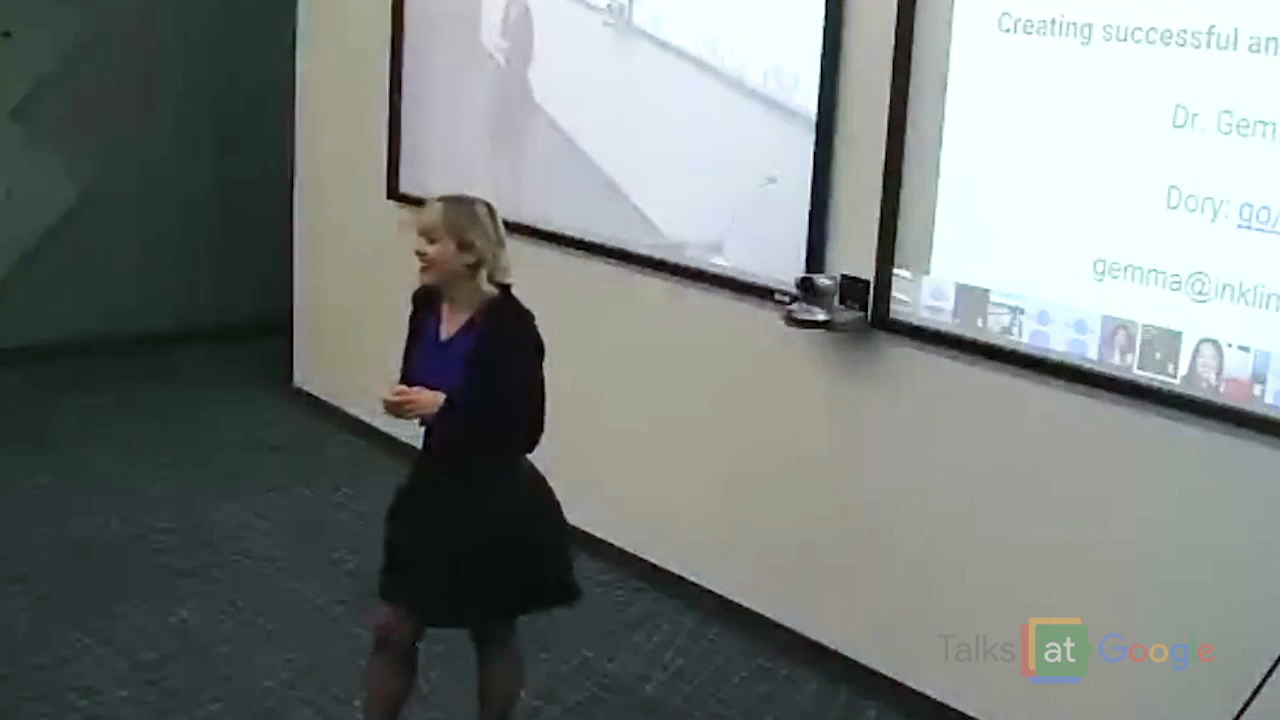 Creating successful an
Dr. Gem
Dory: go/
gemma@inklin
Talks at Google